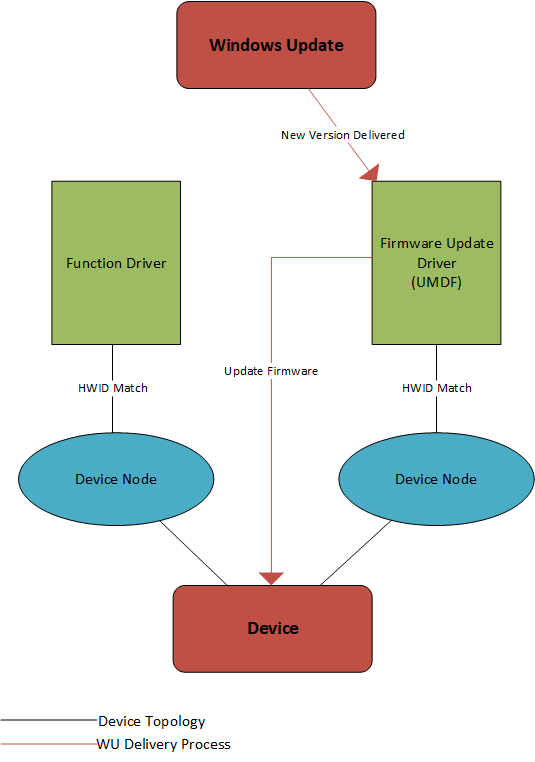 Windows Update
New Version Delivered
Function Driver
Firmware Update
Driver
(UMDF)
Update Firmware
HWID Match
HWID Match
Device Node
Device Node
Device
Device Topology
WU Delivery Process